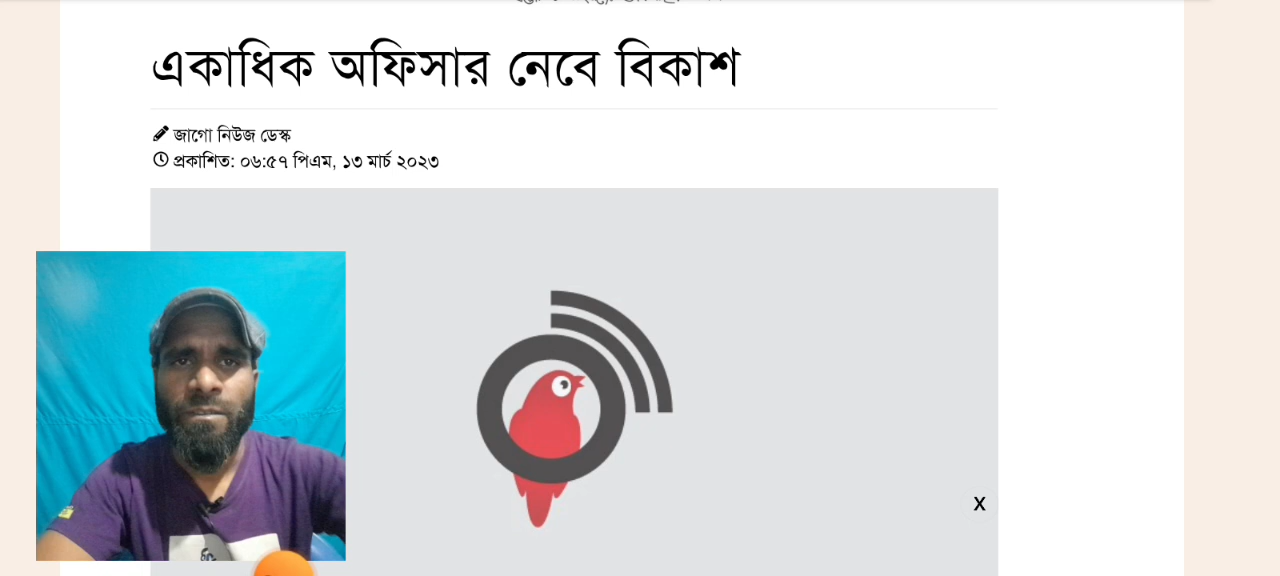 একাধিক অফিসার নেবে বিকাশ
জাগো নিউজ ডেস্ক
প্রকাশিত: ০৬:৫৭ পিএম, ১৩ মার্চ ২০২৩
X